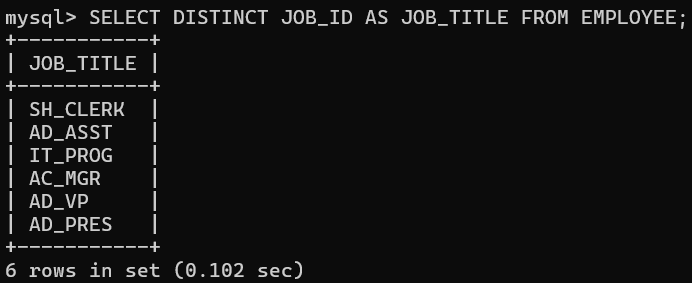 mysql> SELECT DISTINCT JOB_ID AS JOB_TITLE FROM EMPLOYEE;
+-----------+
| JOB_TITLE |
+-----------+
| SH_CLERK  |
| AD_ASST   |
| IT_PROG   |
| AC_MGR    |
| AD_VP     |
| AD_PRES   |
+-----------+
6 rows in set (0.102 sec)